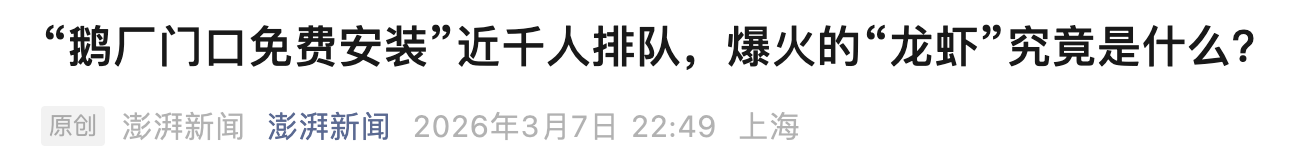 “鹅厂门口免费安装”近千人排队，爆火的“龙虾”究竟是什么？
原创 澎湃新闻 澎湃新闻 2026年3月7日 22:49 上海